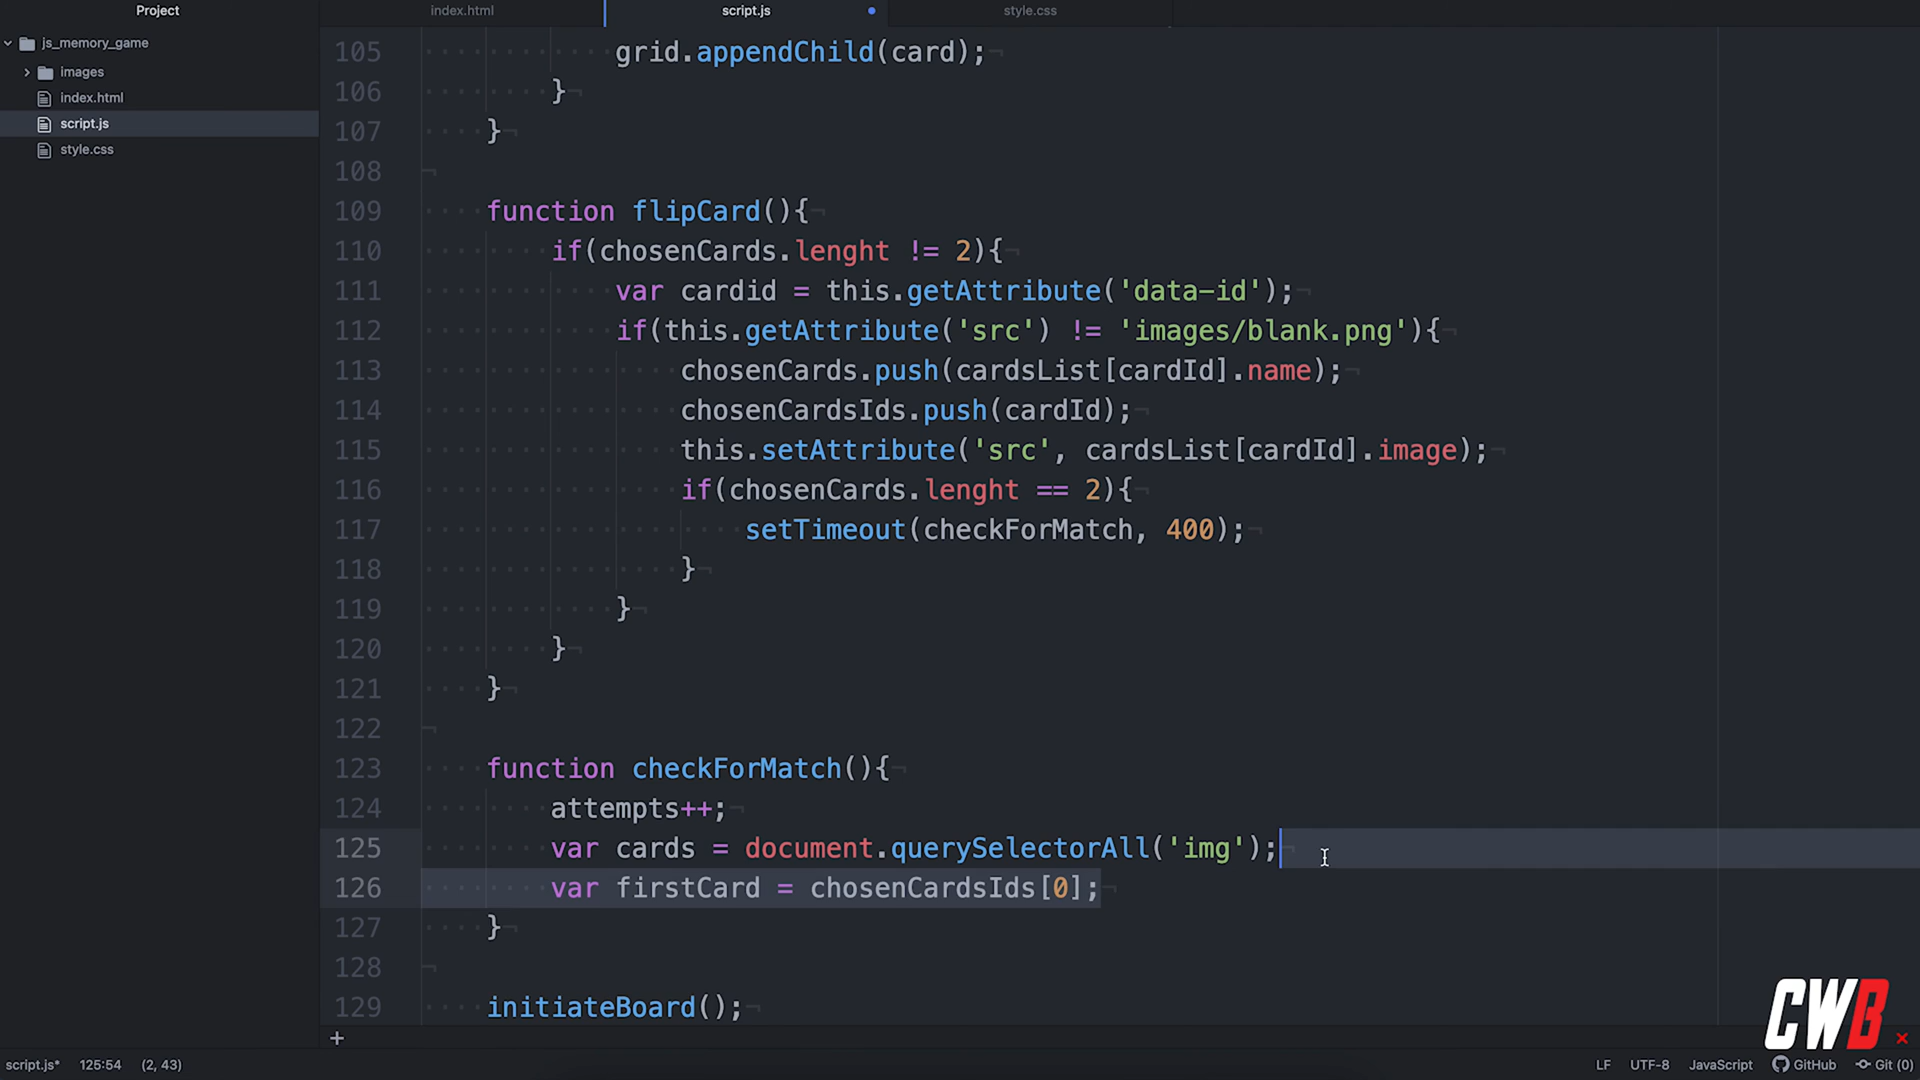 Project
index.html
script.js
style.css
js_memory_game
images
index.html
script.js
style.css
105 grid.appendChild(card);
106 }
107 }
108
109 function flipCard(){
110 if(chosenCards.lenght != 2){
111 var cardid = this.getAttribute('data-id');
112 if(this.getAttribute('src') != 'images/blank.png'){
113 chosenCards.push(cardsList[cardId].name);
114 chosenCardsIds.push(cardId);
115 this.setAttribute('src', cardsList[cardId].image);
116 if(chosenCards.lenght == 2){
117 setTimeout(checkForMatch, 400);
118 }
119 }
120 }
121 }
122
123 function checkForMatch(){
124 attempts++;
125 var cards = document.querySelectorAll('img');
126 var firstCard = chosenCardsIds[0];
127 }
128
129 initiateBoard();
+
CWB
script.js* 125:54 (2, 43) LF UTF-8 JavaScript GitHub Git (0)